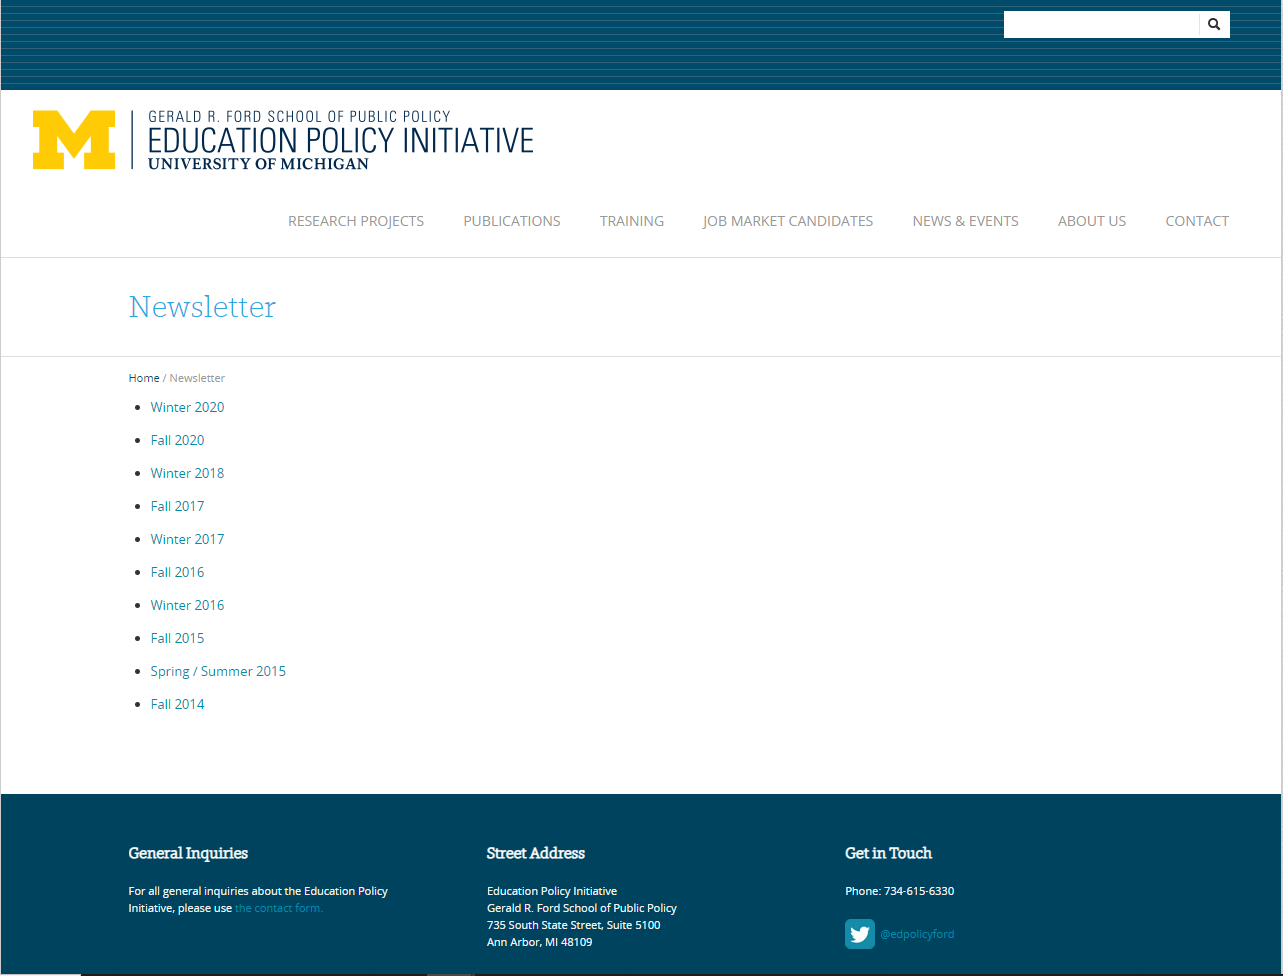 GERALD R. FORD SCHOOL OF PUBLIC POLICY
EDUCATION POLICY INITIATIVE
UNIVERSITY OF MICHIGAN
RESEARCH PROJECTS PUBLICATIONS TRAINING JOB MARKET CANDIDATES NEWS & EVENTS ABOUT US CONTACT
Newsletter
Home / Newsletter
Winter 2020
Fall 2020
Winter 2018
Fall 2017
Winter 2017
Fall 2016
Winter 2016
Fall 2015
Spring / Summer 2015
Fall 2014
General Inquiries
For all general inquiries about the Education Policy
Initiative, please use the contact form.
Street Address
Education Policy Initiative
Gerald R. Ford School of Public Policy
735 South State Street, Suite 5100
Ann Arbor, MI 48109
Get in Touch
Phone: 734-615-6330
@edpolicyford